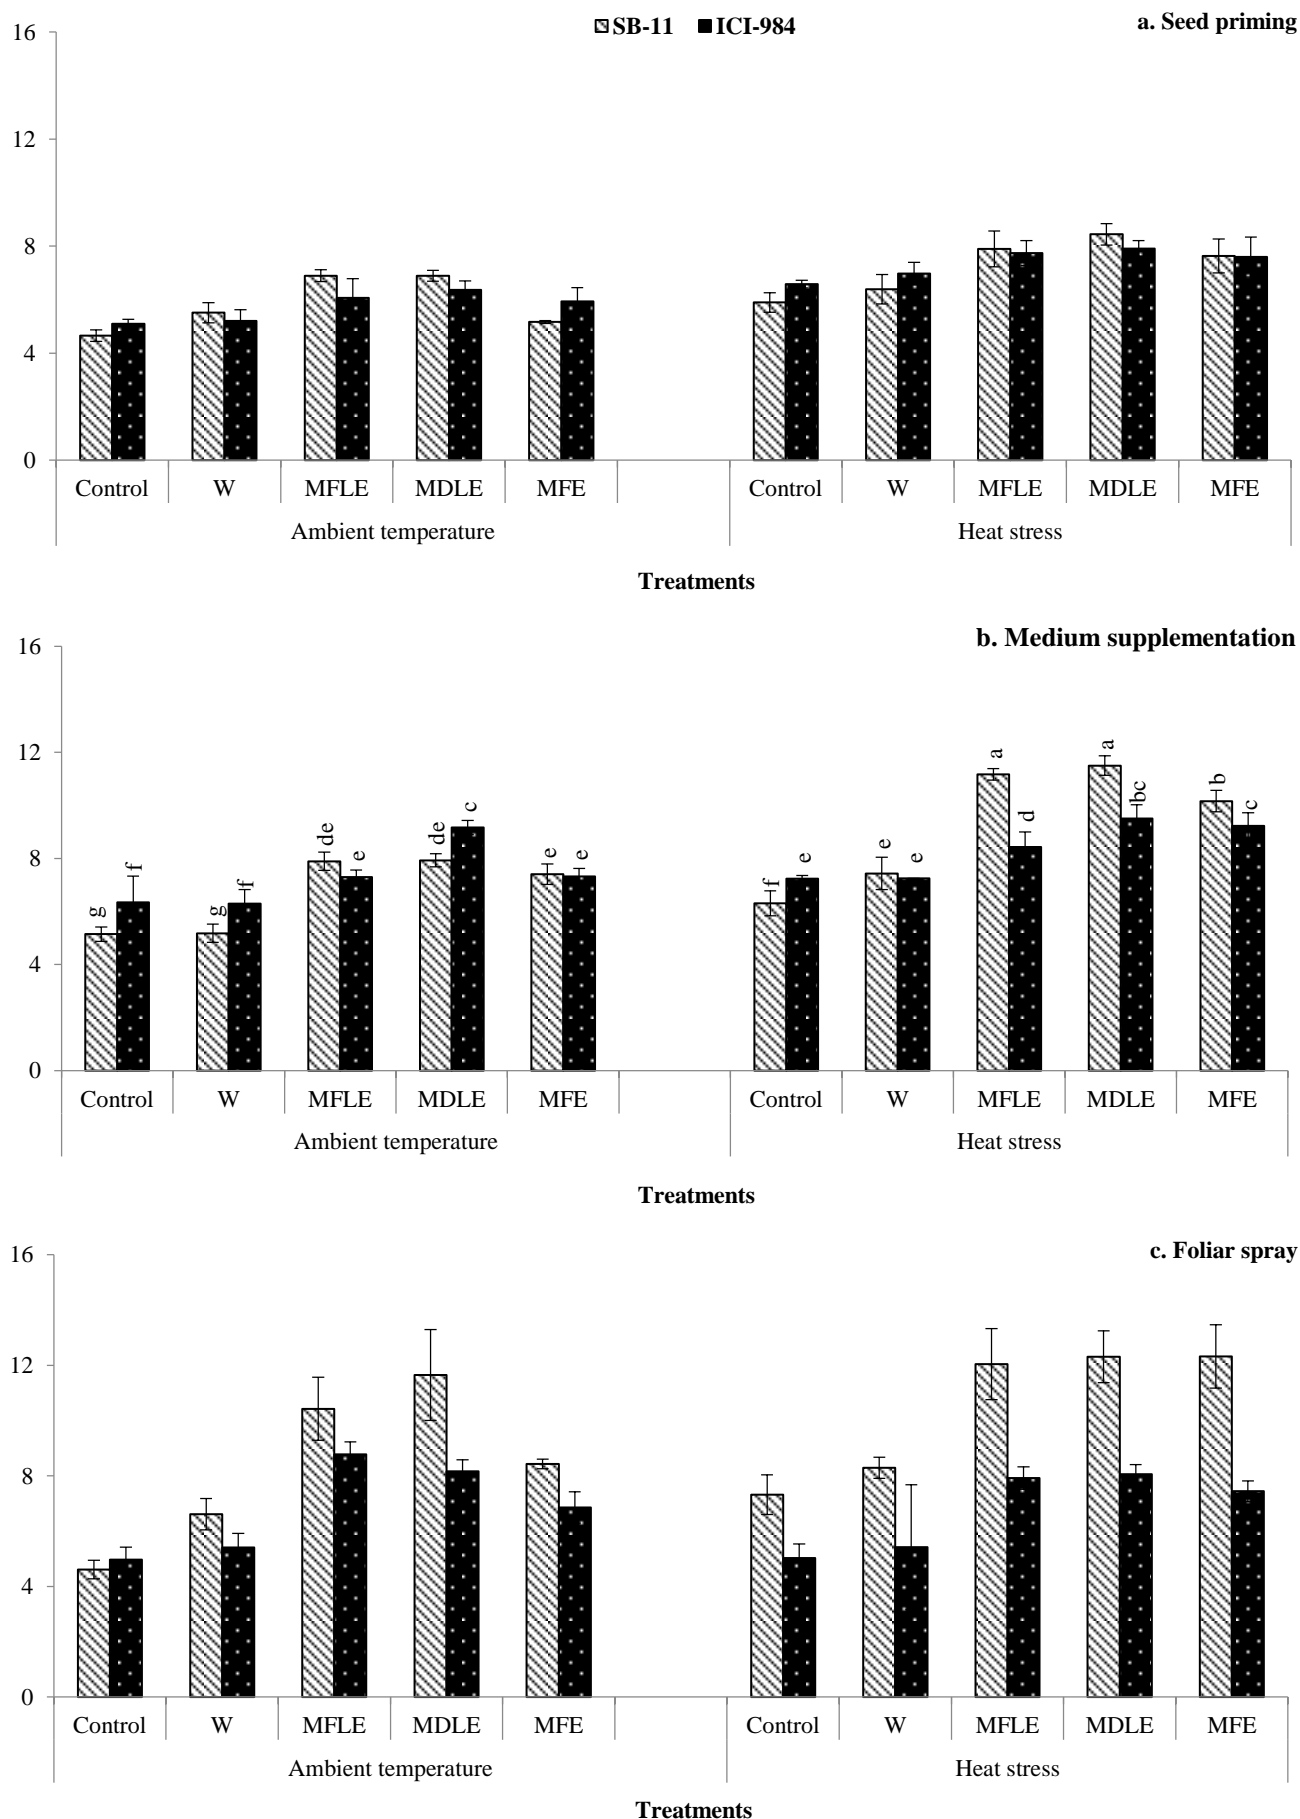 SB-11 ICI-984
a. Seed priming
16
12
8
4
0
Control W MFLE MDLE MFE Control W MFLE MDLE MFE
Ambient temperature Heat stress
Treatments
b. Medium supplementation
16
12
8
4
0
g f g f de e de c e e f e e e a d a bc b c
Control W MFLE MDLE MFE Control W MFLE MDLE MFE
Ambient temperature Heat stress
Treatments
c. Foliar spray
16
12
8
4
0
Control W MFLE MDLE MFE Control W MFLE MDLE MFE
Ambient temperature Heat stress
Treatments